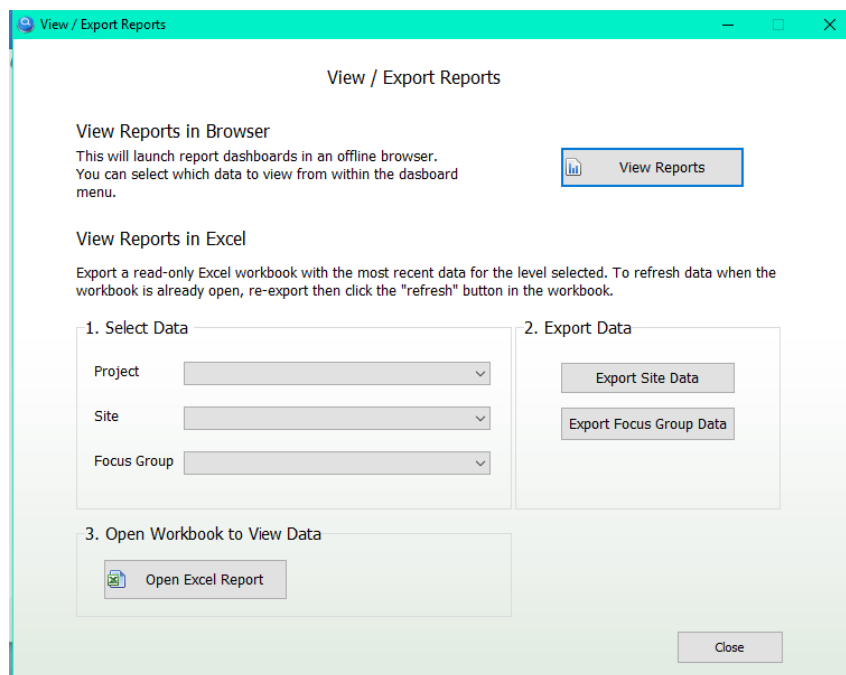 View / Export Reports
View / Export Reports
View Reports in Browser
This will launch report dashboards in an offline browser.
You can select which data to view from within the dasboard
menu.
View Reports
View Reports in Excel
Export a read-only Excel workbook with the most recent data for the level selected. To refresh data when the
workbook is already open, re-export then click the "refresh" button in the workbook.
1. Select Data
Project
Site
Focus Group
2. Export Data
Export Site Data
Export Focus Group Data
3. Open Workbook to View Data
Open Excel Report
Close